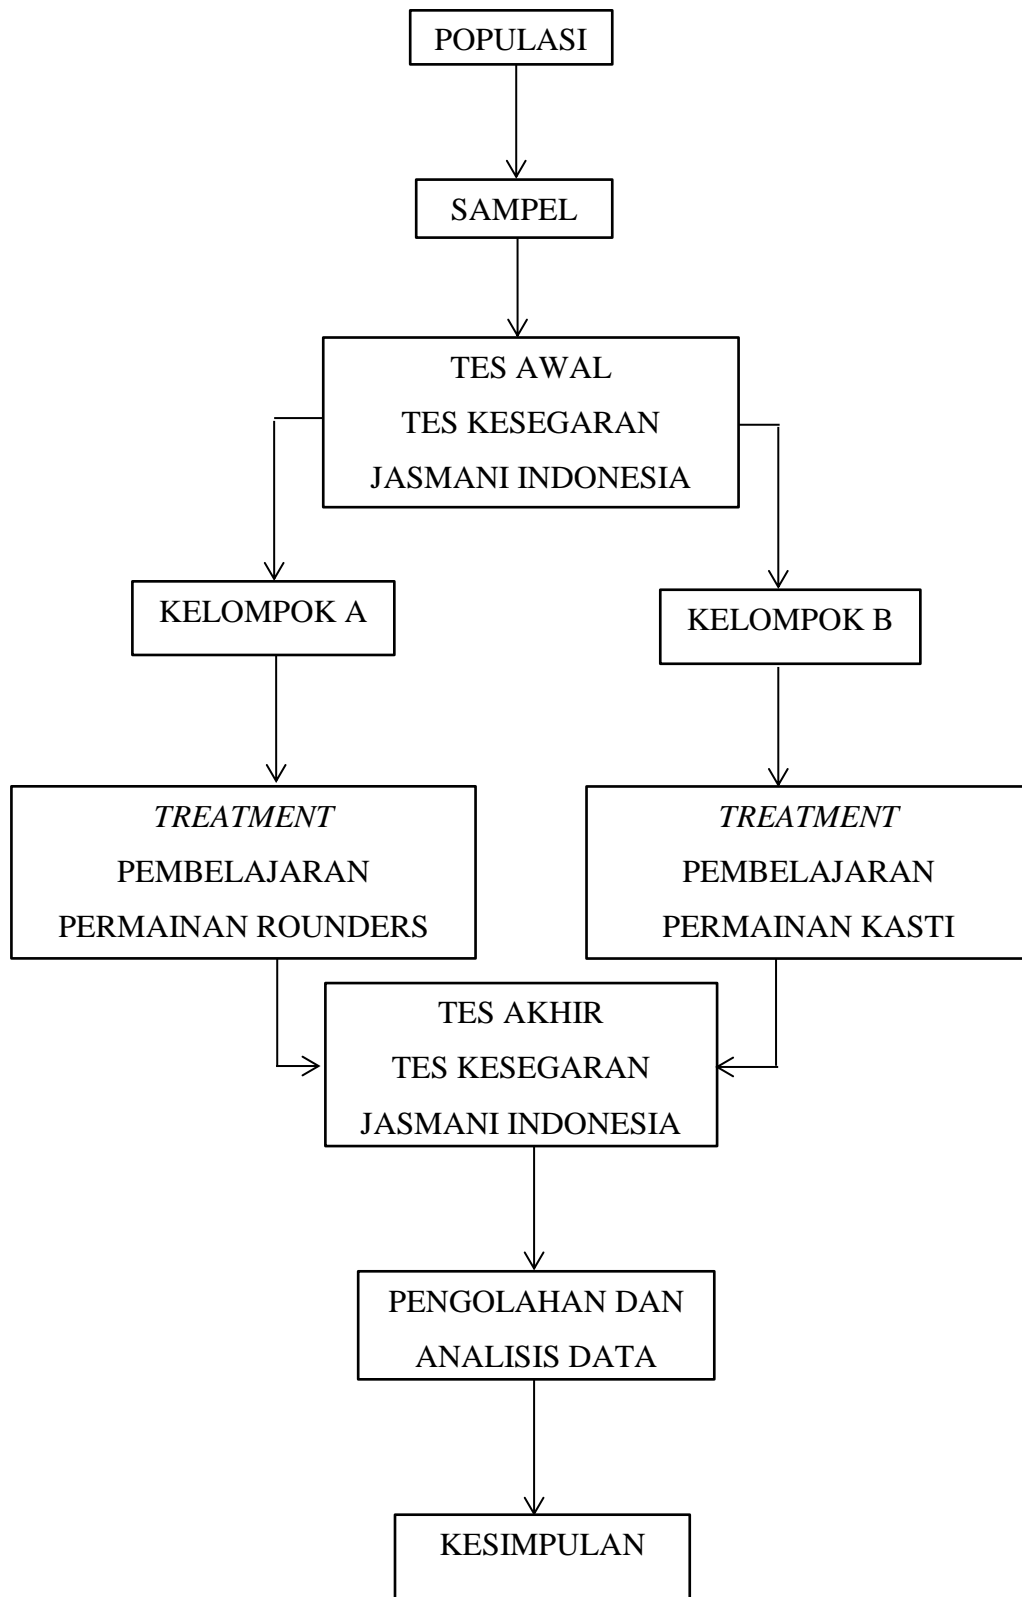 POPULASI
SAMPEL
TES AWAL
TES KESEGARAN
JASMANI INDONESIA
KELOMPOK A
KELOMPOK B
TREATMENT
PEMBELAJARAN
PERMAINAN ROUNDERS
TREATMENT
PEMBELAJARAN
PERMAINAN KASTI
TES AKHIR
TES KESEGARAN
JASMANI INDONESIA
PENGOLAHAN DAN
ANALISIS DATA
KESIMPULAN